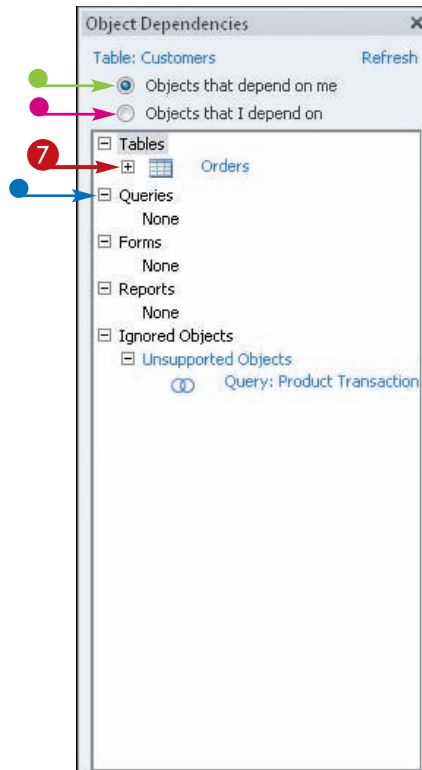 Object Dependencies
Table: Customers Refresh
Objects that depend on me
Objects that I depend on
Tables
7
Orders
Queries
None
Forms
None
Reports
None
Ignored Objects
Unsupported Objects
Query: Product Transaction